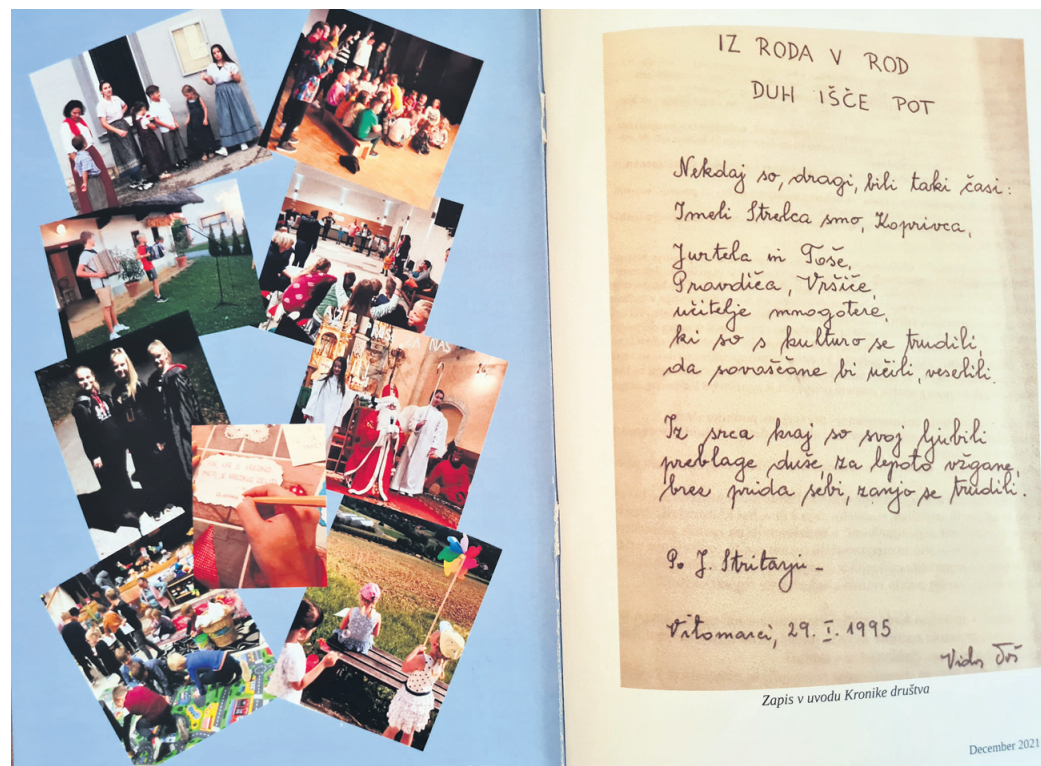 NAS
IZ RODA V ROD
DUH IŠČE POT
Nekdaj so, dragi, bili taki časi:
Imeli Strelca smo, Koprivca,
Jurtela in Toše,
Pravdiča, Vršiče,
učitelje mnogotere,
ki so s kulturo se trudili,
da sovaščane bi učili, veselili.
Iz srca kraj so svoj ljubili
preblage duše, za lepoto vžgane,
brez prida sebi, zanjo se trudili.
Po J. Stritarju -
Vitomarci, 29. I. 1995
Vida Toš
Zapis v uvodu Kronike društva
December 2021